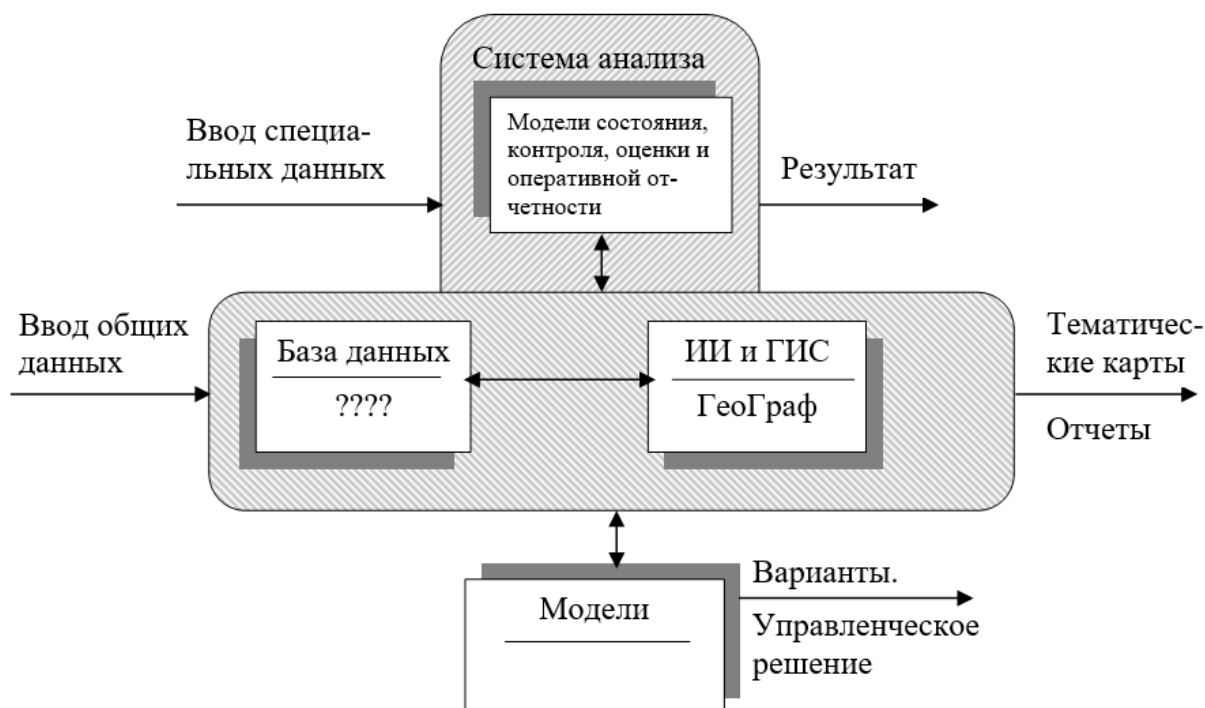 Система анализа
Модели состояния,
контроля, оценки и
оперативной от-
четности
Ввод специа-
льных данных
Результат
Ввод общих
данных
База данных
????
ИИ и ГИС
ГеоГраф
Тематичес-
кие карты
Отчеты
Модели
Варианты.
Управленческое
решение